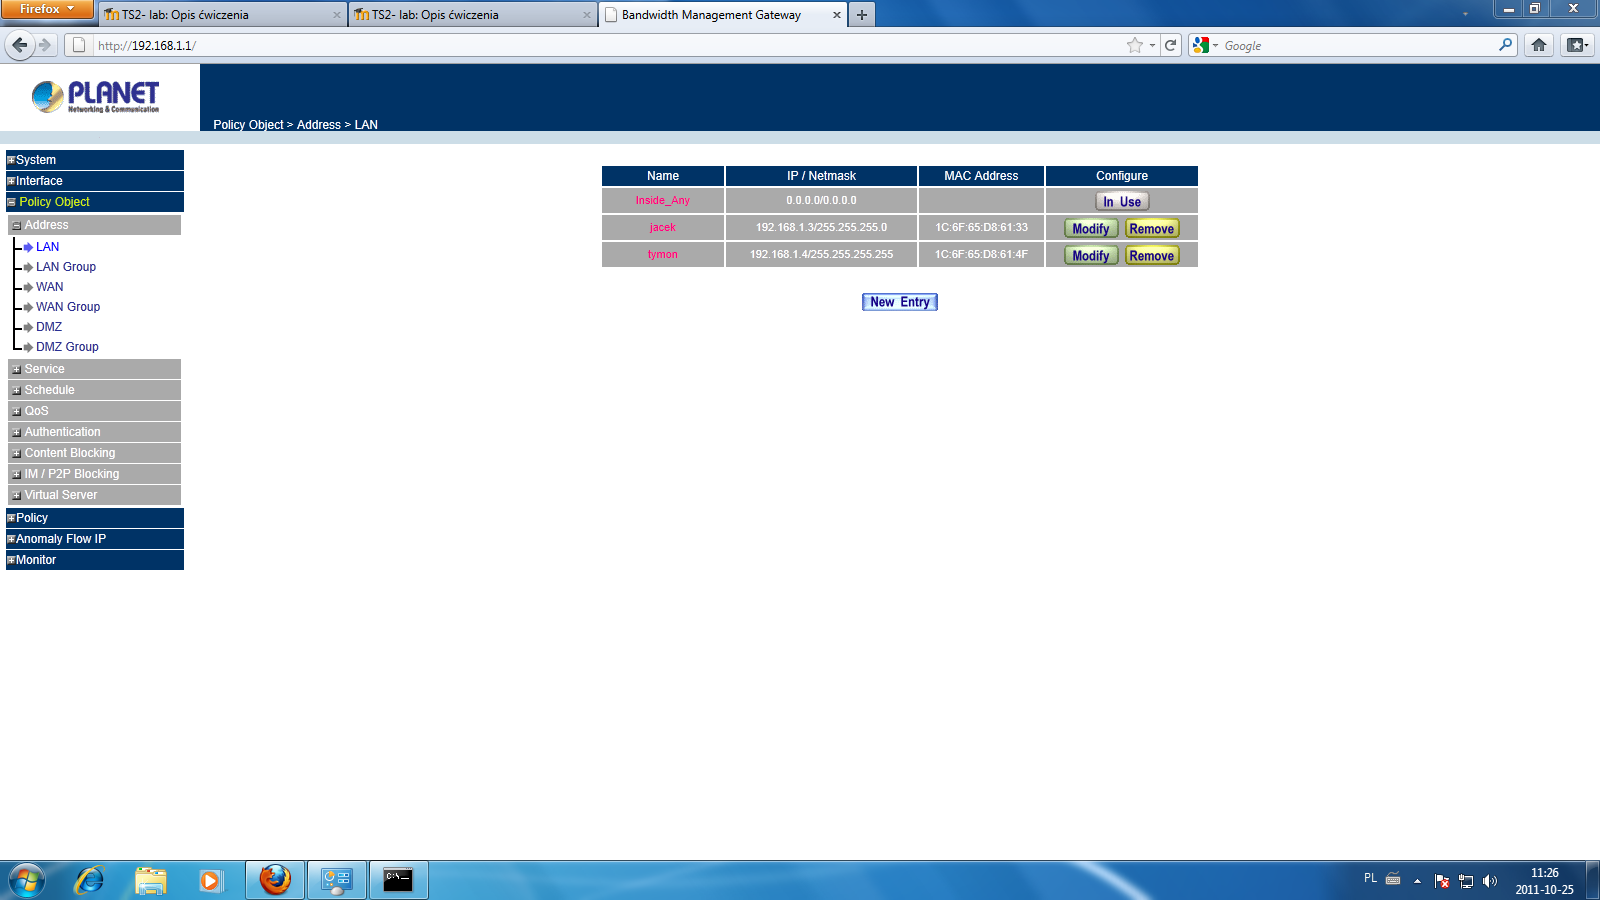 Firefox
TS2- lab: Opis ćwiczenia
TS2- lab: Opis ćwiczenia
Bandwidth Management Gateway
http://192.168.1.1/
Google
PLANET
Networking & Communication
Policy Object > Address > LAN
System
Interface
Policy Object
Address
LAN
LAN Group
WAN
WAN Group
DMZ
DMZ Group
Service
Schedule
QoS
Authentication
Content Blocking
IM / P2P Blocking
Virtual Server
Policy
Anomaly Flow IP
Monitor
Name IP / Netmask MAC Address Configure
Inside_Any 0.0.0.0/0.0.0.0 In Use
jacek 192.168.1.3/255.255.255.0 1C:6F:65:D8:61:33 Modify Remove
tymon 192.168.1.4/255.255.255.255 1C:6F:65:D8:61:4F Modify Remove
New Entry
C:\
PL
11:26
2011-10-25